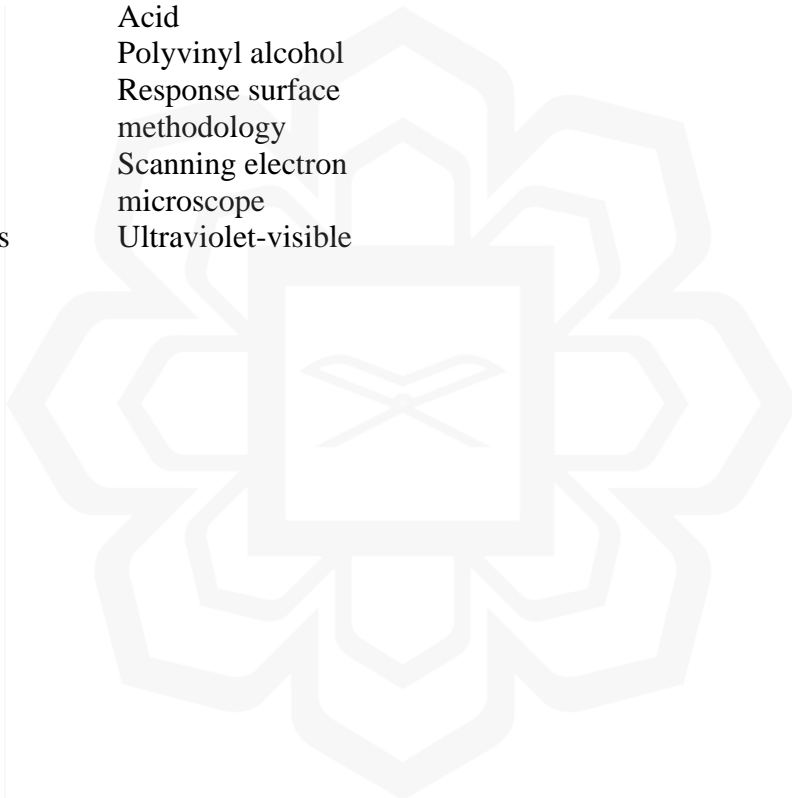 Acid
Polyvinyl alcohol
Response surface
methodology
Scanning electron
microscope
s Ultraviolet-visible